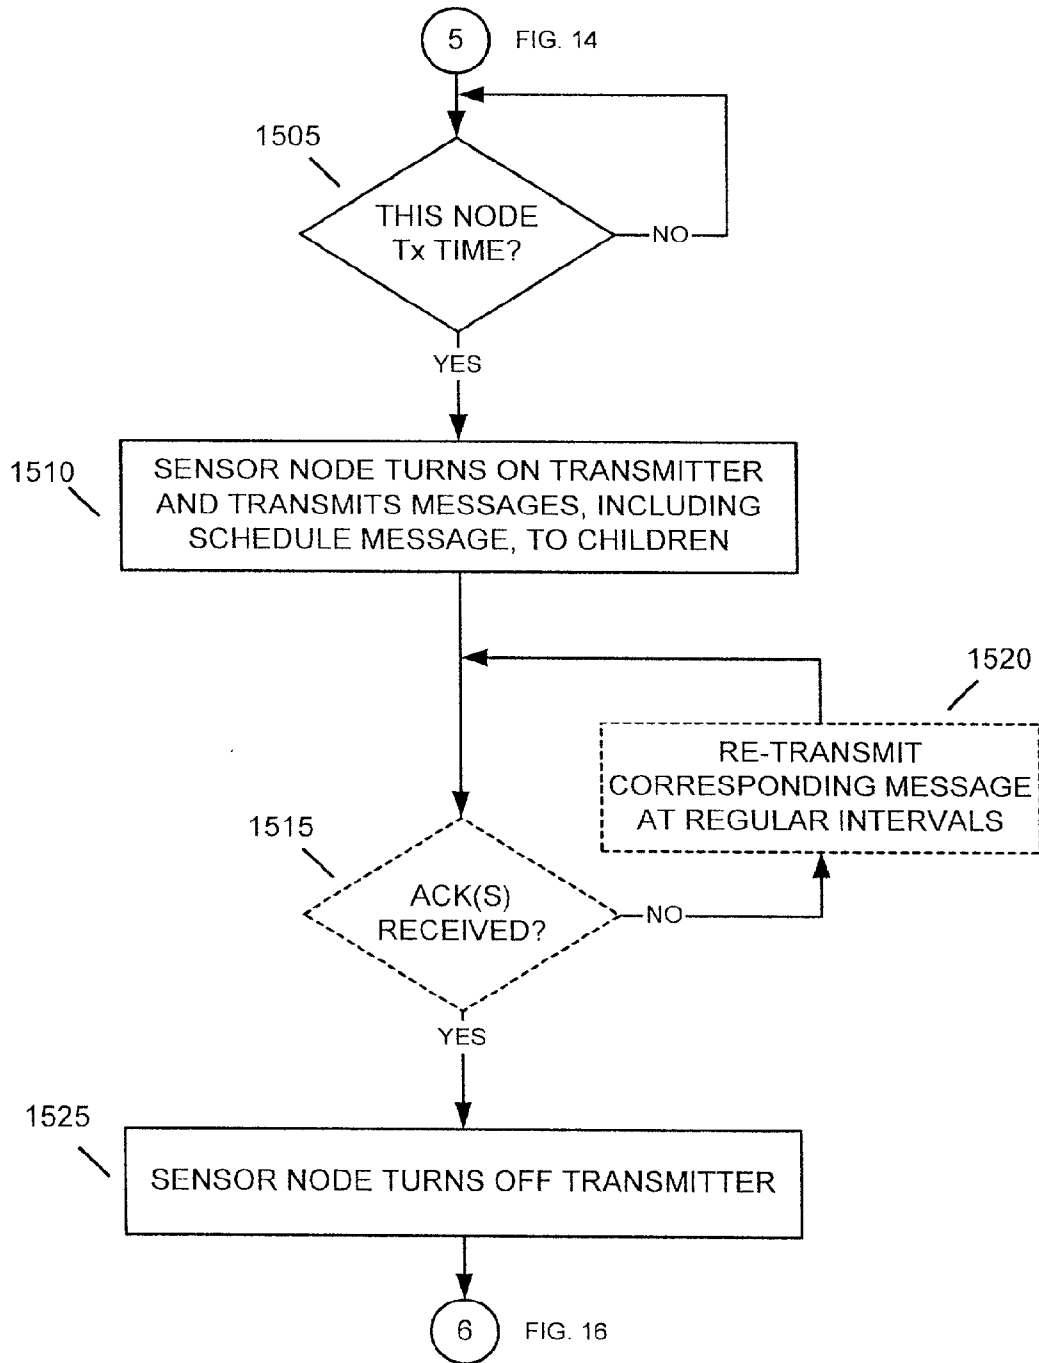 5 FIG. 14
1505
THIS NODE
Tx TIME?
NO
YES
1510
SENSOR NODE TURNS ON TRANSMITTER
AND TRANSMITS MESSAGES, INCLUDING
SCHEDULE MESSAGE, TO CHILDREN
1520
RE-TRANSMIT
CORRESPONDING MESSAGE
AT REGULAR INTERVALS
1515
ACK(S)
RECEIVED?
NO
YES
1525
SENSOR NODE TURNS OFF TRANSMITTER
6 FIG. 16